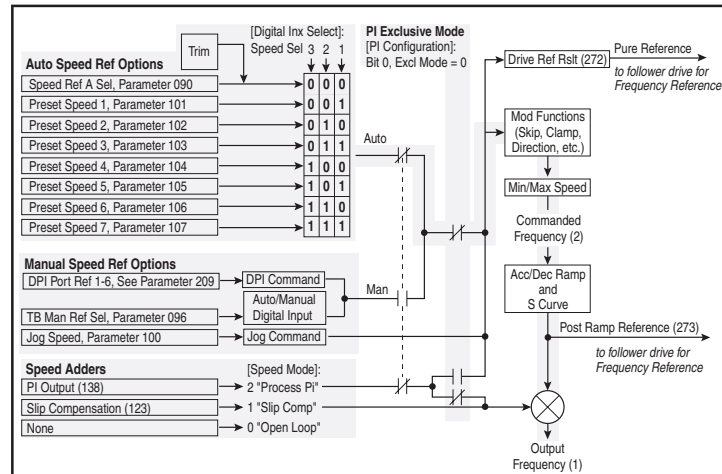 [Digital Inx Select]:
Speed Sel 3 2 1
PI Exclusive Mode
[PI Configuration]:
Bit 0, Excl Mode = 0
Trim
Auto Speed Ref Options
Speed Ref A Sel, Parameter 090 0 0 0
Preset Speed 1, Parameter 101 0 0 1
Preset Speed 2, Parameter 102 0 1 0
Preset Speed 3, Parameter 103 0 1 1
Preset Speed 4, Parameter 104 1 0 0
Preset Speed 5, Parameter 105 1 0 1
Preset Speed 6, Parameter 106 1 1 0
Preset Speed 7, Parameter 107 1 1 1
Auto
Drive Ref Rslt (272)
Pure Reference
to follower drive for
Frequency Reference
Mod Functions
(Skip, Clamp,
Direction, etc.)
Min/Max Speed
Commanded
Frequency (2)
Acc/Dec Ramp
and
S Curve
Post Ramp Reference (273)
to follower drive for
Frequency Reference
Manual Speed Ref Options
DPI Port Ref 1-6, See Parameter 209
DPI Command
TB Man Ref Sel, Parameter 096
Auto/Manual
Digital Input
Man
Jog Speed, Parameter 100
Jog Command
Speed Adders
[Speed Mode]:
PI Output (138)
2 "Process Pi"
Slip Compensation (123)
1 "Slip Comp"
None
0 "Open Loop"
Output
Frequency (1)